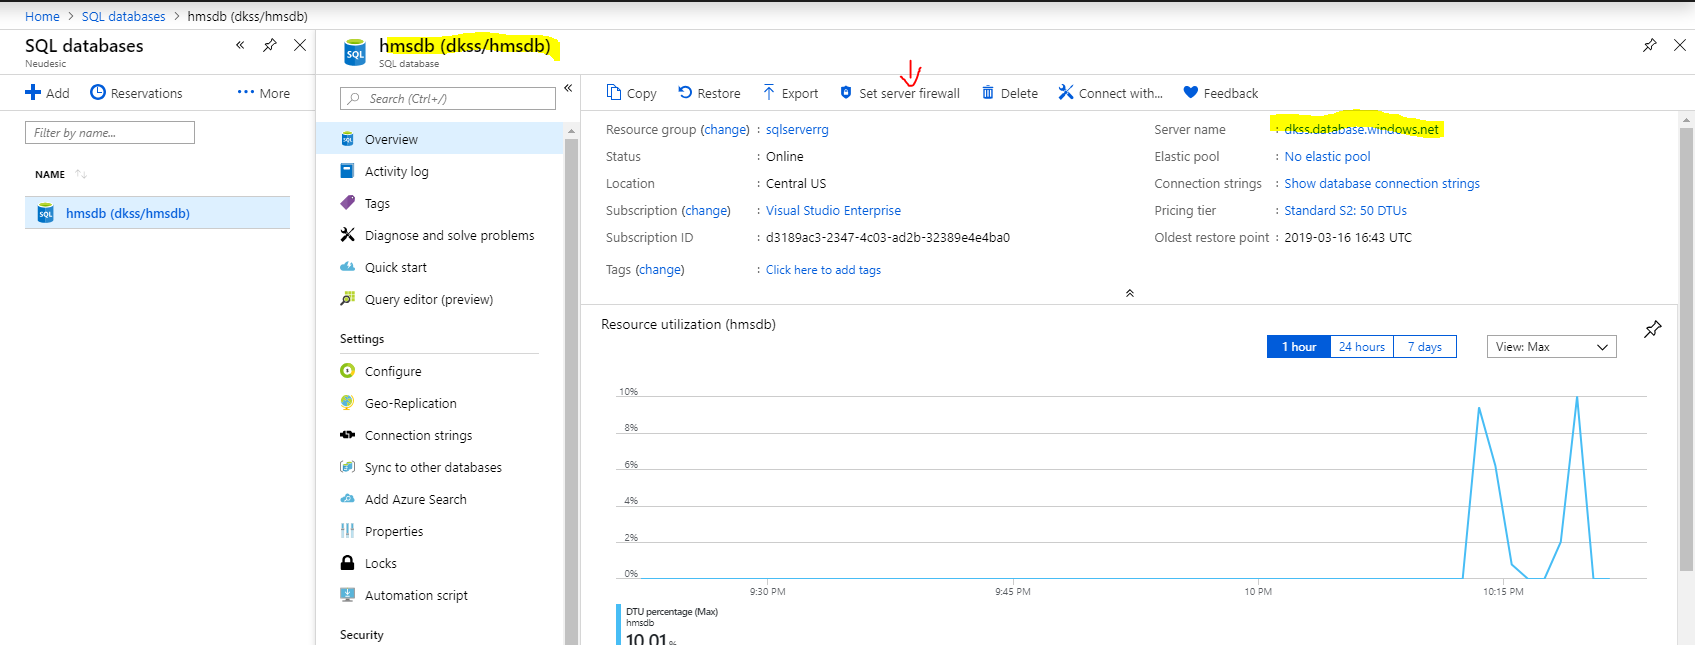 Home > SQL databases > hmsdb (dkss/hmsdb)
SQL databases
Neudesic
Add
Reservations
More
Filter by name...
NAME
SQL hmsdb (dkss/hmsdb)
SQL hmsdb (dkss/hmsdb)
SQL database
Search (Ctrl+/)
Overview
Activity log
Tags
Diagnose and solve problems
Quick start
Query editor (preview)
Settings
Configure
Geo-Replication
Connection strings
Sync to other databases
Add Azure Search
Properties
Locks
Automation script
Security
Copy
Restore
Export
Set server firewall
Delete
Connect with...
Feedback
Resource group (change) : sqlserverrg
Status : Online
Location : Central US
Subscription (change) : Visual Studio Enterprise
Subscription ID : d3189ac3-2347-4c03-ad2b-32389e4e4ba0
Tags (change) : Click here to add tags
Server name : dkss.database.windows.net
Elastic pool : No elastic pool
Connection strings : Show database connection strings
Pricing tier : Standard S2: 50 DTUs
Oldest restore point : 2019-03-16 16:43 UTC
Resource utilization (hmsdb)
1 hour
24 hours
7 days
View: Max
10%
8%
6%
4%
2%
0%
9:30 PM
9:45 PM
10 PM
10:15 PM
DTU percentage (Max)
hmsdb
10.01 %